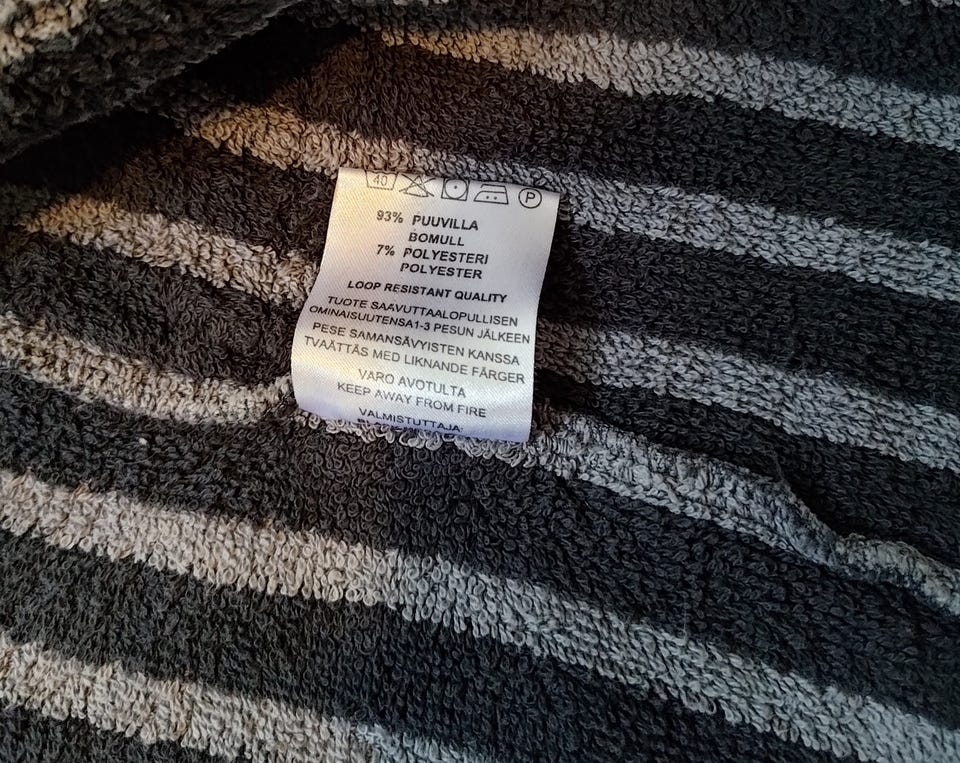 40 P
93% PUUVILLA
BOMULL
7% POLYESTERI
POLYESTER
LOOP RESISTANT QUALITY
TUOTE SAAVUTTAALOPULLISEN
OMINAISUUTENSA1-3 PESUN JÄLKEEN
PESE SAMANSÄVYISTEN KANSSA
TVAÄTTÄS MED LIKNANDE FÄRGER
VARO AVOTULTA
KEEP AWAY FROM FIRE
VALMISTUTTAJA: